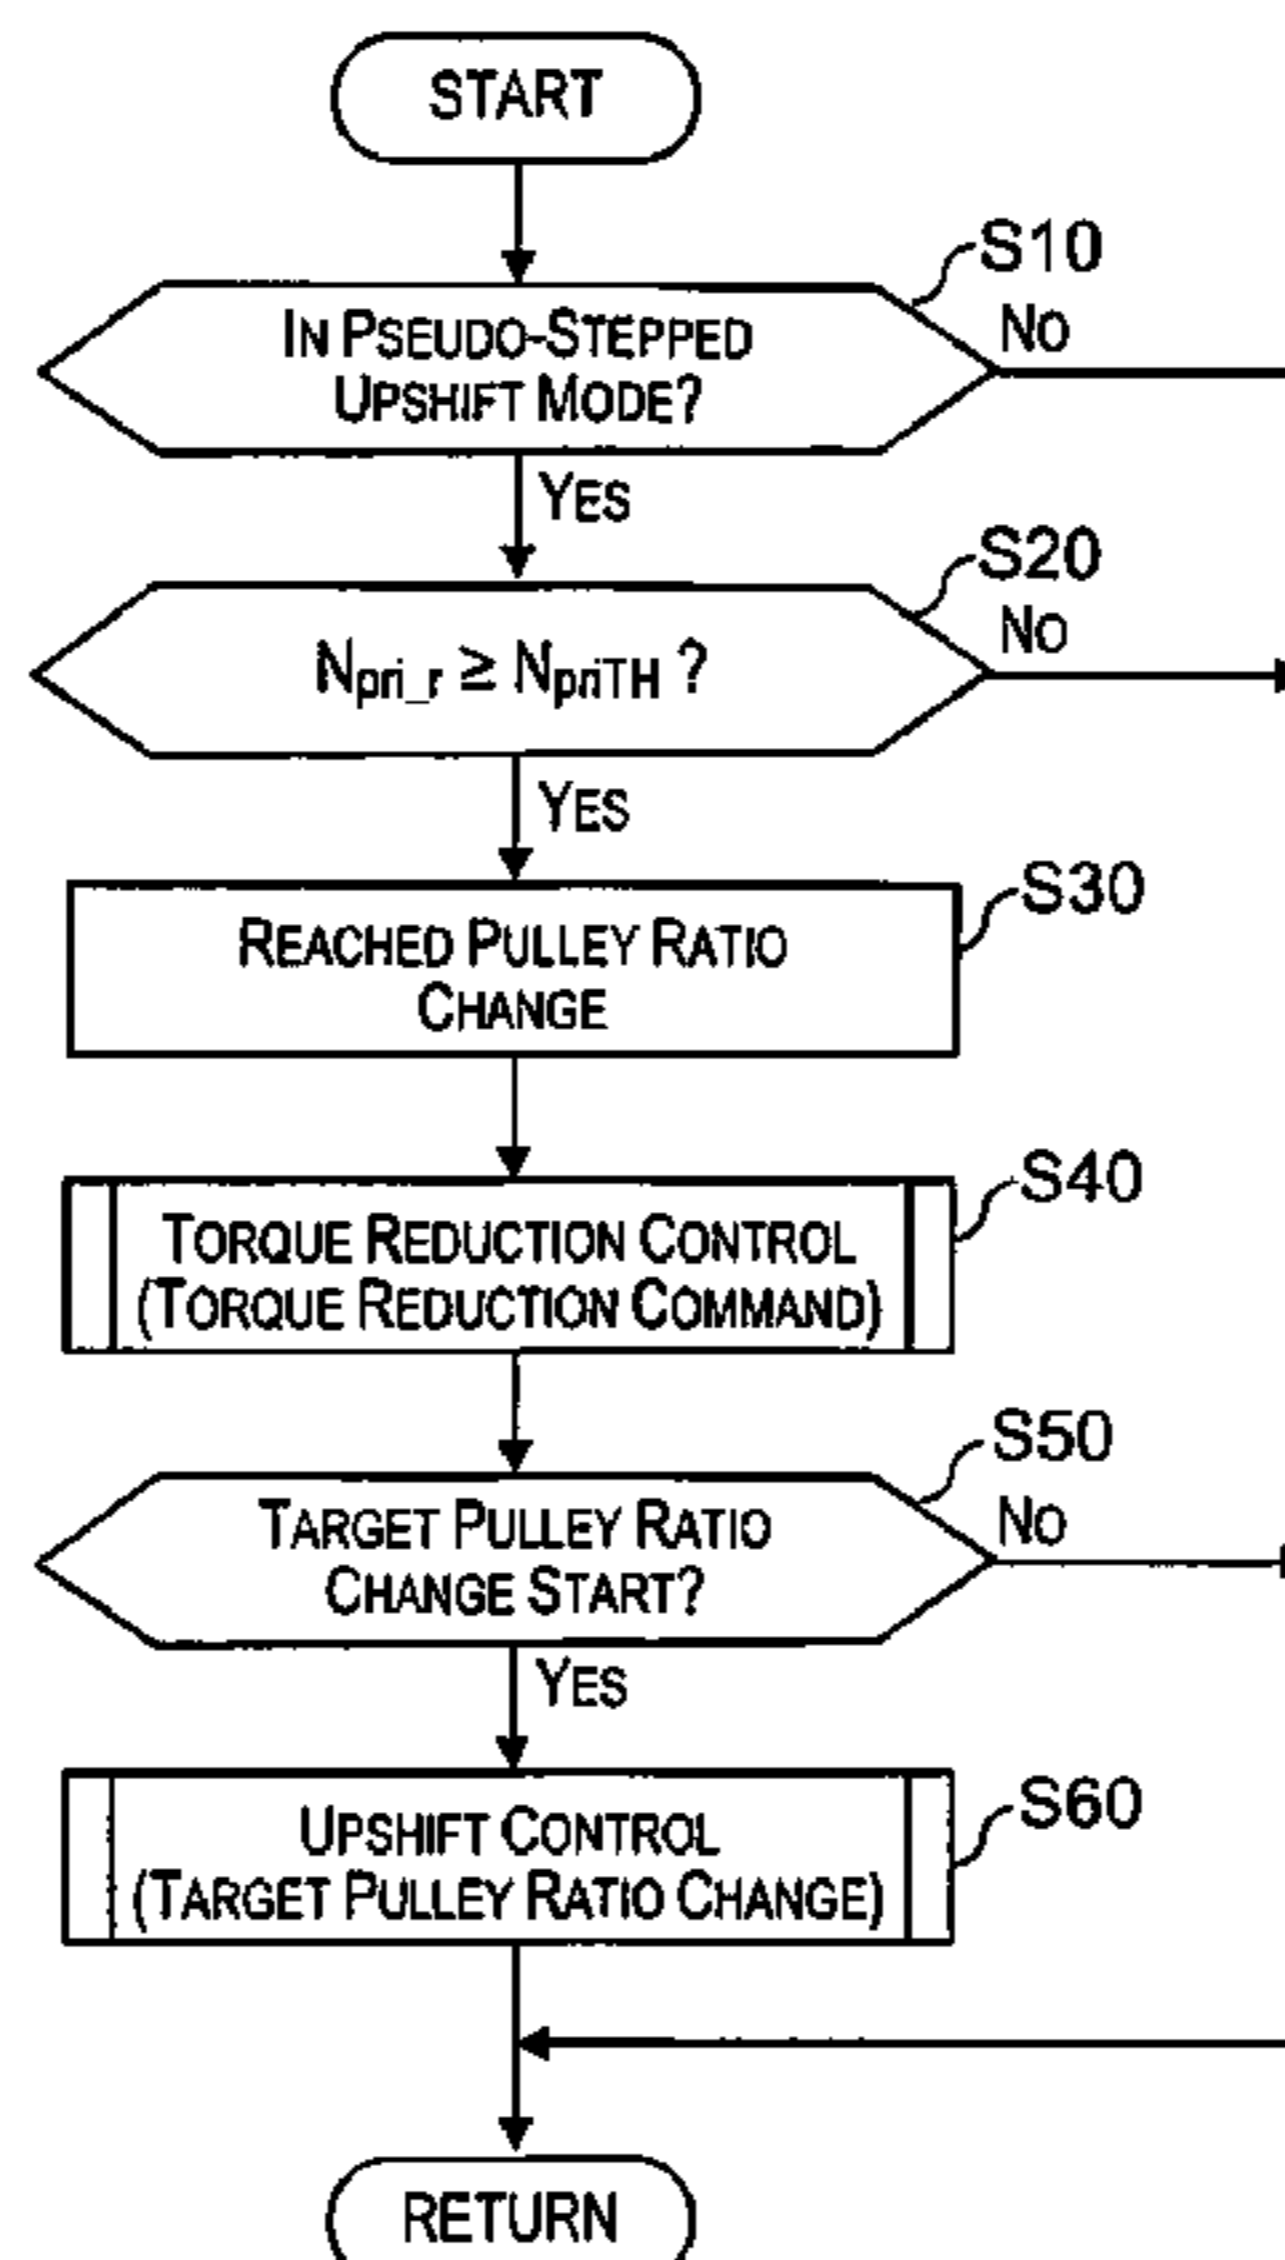 START
S10
IN PSEUDO-STEPPED
UPSHIFT MODE?
NO
YES
S20
Npri_r ≥ NpriTH ?
NO
YES
S30
REACHED PULLEY RATIO
CHANGE
S40
TORQUE REDUCTION CONTROL
(TORQUE REDUCTION COMMAND)
S50
TARGET PULLEY RATIO
CHANGE START?
NO
YES
S60
UPSHIFT CONTROL
(TARGET PULLEY RATIO CHANGE)
RETURN